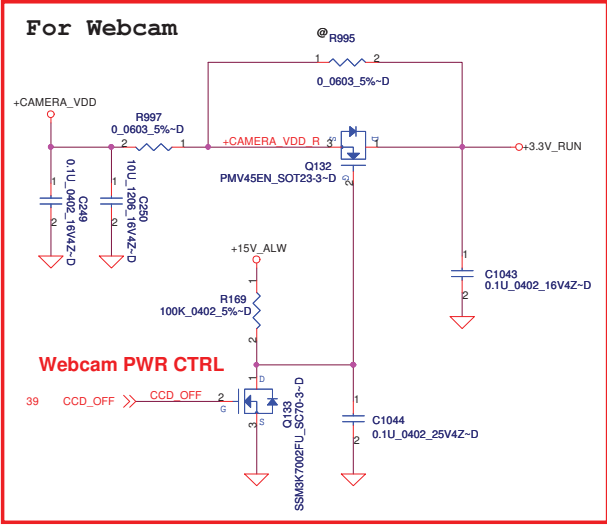 For Webcam
@
R995
1
2
0_0603_5%~D
+CAMERA_VDD
R997
0_0603_5%~D
2
1
+CAMERA_VDD_R
3
S
D
1
+3.3V_RUN
Q132
PMV45EN_SOT23-3~D
G
2
1
2
C249
0.1U_0402_16V4Z~D
1
2
C250
10U_1206_16V4Z~D
+15V_ALW
1
R169
100K_0402_5%~D
2
1
C1043
0.1U_0402_16V4Z~D
2
Webcam PWR CTRL
39
CCD_OFF
CCD_OFF
2
G
1
D
S
3
Q133
SSM3K7002FU_SC70-3~D
1
C1044
0.1U_0402_25V4Z~D
2